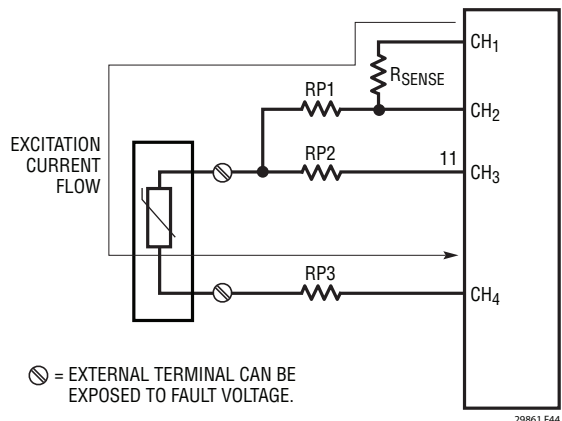 CH1
RSENSE
RP1
CH2
EXCITATION
CURRENT
FLOW
RP2
11
CH3
RP3
CH4
= EXTERNAL TERMINAL CAN BE
EXPOSED TO FAULT VOLTAGE.
29861 F44